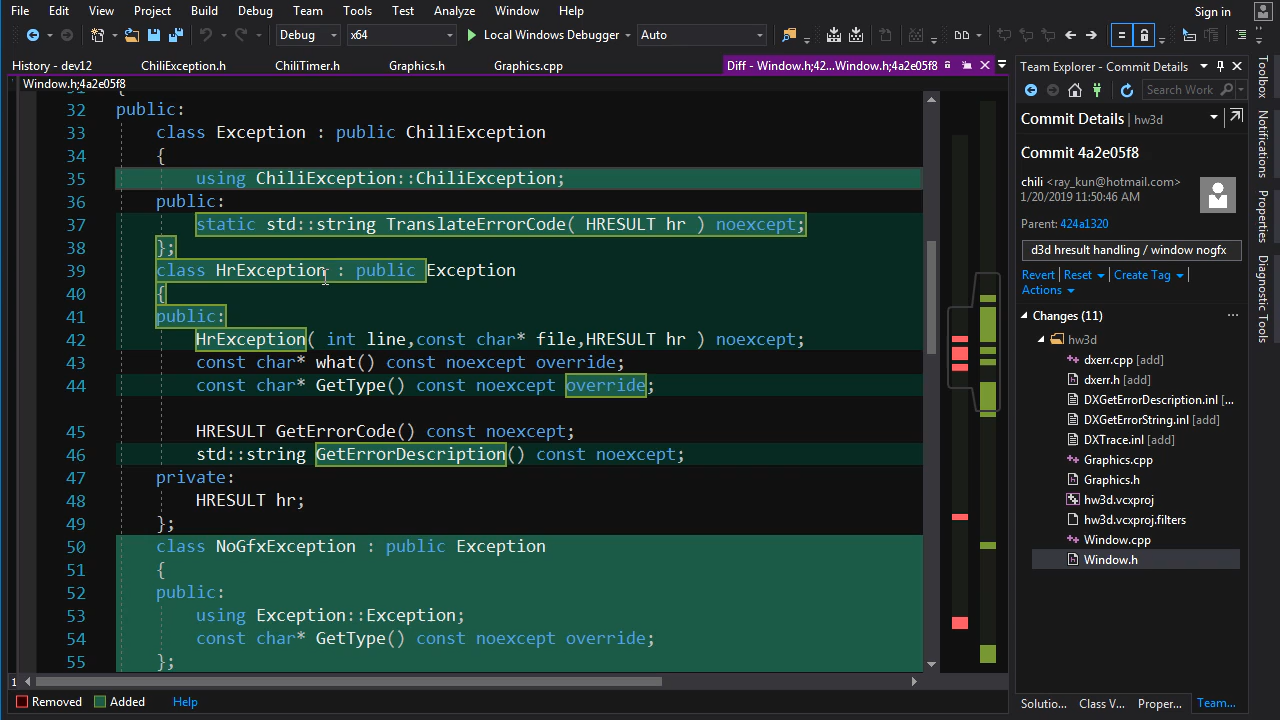 File Edit View Project Build Debug Team Tools Test Analyze Window Help Sign in
Debug x64 Local Windows Debugger Auto
History - dev12 ChiliException.h ChiliTimer.h Graphics.h Graphics.cpp Diff - Window.h;42...Window.h;4a2e05f8
Window.h;4a2e05f8
32 public:
33 class Exception : public ChiliException
34 {
35 using ChiliException::ChiliException;
36 public:
37 static std::string TranslateErrorCode( HRESULT hr ) noexcept;
38 };
39 class HrException : public Exception
40 {
41 public:
42 HrException( int line,const char* file,HRESULT hr ) noexcept;
43 const char* what() const noexcept override;
44 const char* GetType() const noexcept override;
45 HRESULT GetErrorCode() const noexcept;
46 std::string GetErrorDescription() const noexcept;
47 private:
48 HRESULT hr;
49 };
50 class NoGfxException : public Exception
51 {
52 public:
53 using Exception::Exception;
54 const char* GetType() const noexcept override;
55 };
1
Removed Added Help
Team Explorer - Commit Details
Search Work
Commit Details | hw3d
Commit 4a2e05f8
chili <ray_kun@hotmail.com>
1/20/2019 11:50:46 AM
Parent: 424a1320
d3d hresult handling / window nogfx
Revert Reset Create Tag
Actions
Changes (11) ...
hw3d
dxerr.cpp [add]
dxerr.h [add]
DXGetErrorDescription.inl [...
DXGetErrorString.inl [add]
DXTrace.inl [add]
Graphics.cpp
Graphics.h
hw3d.vcxproj
hw3d.vcxproj.filters
Window.cpp
Window.h
Solutio... Class V... Proper... Team...
Toolbox
Notifications
Properties
Diagnostic Tools